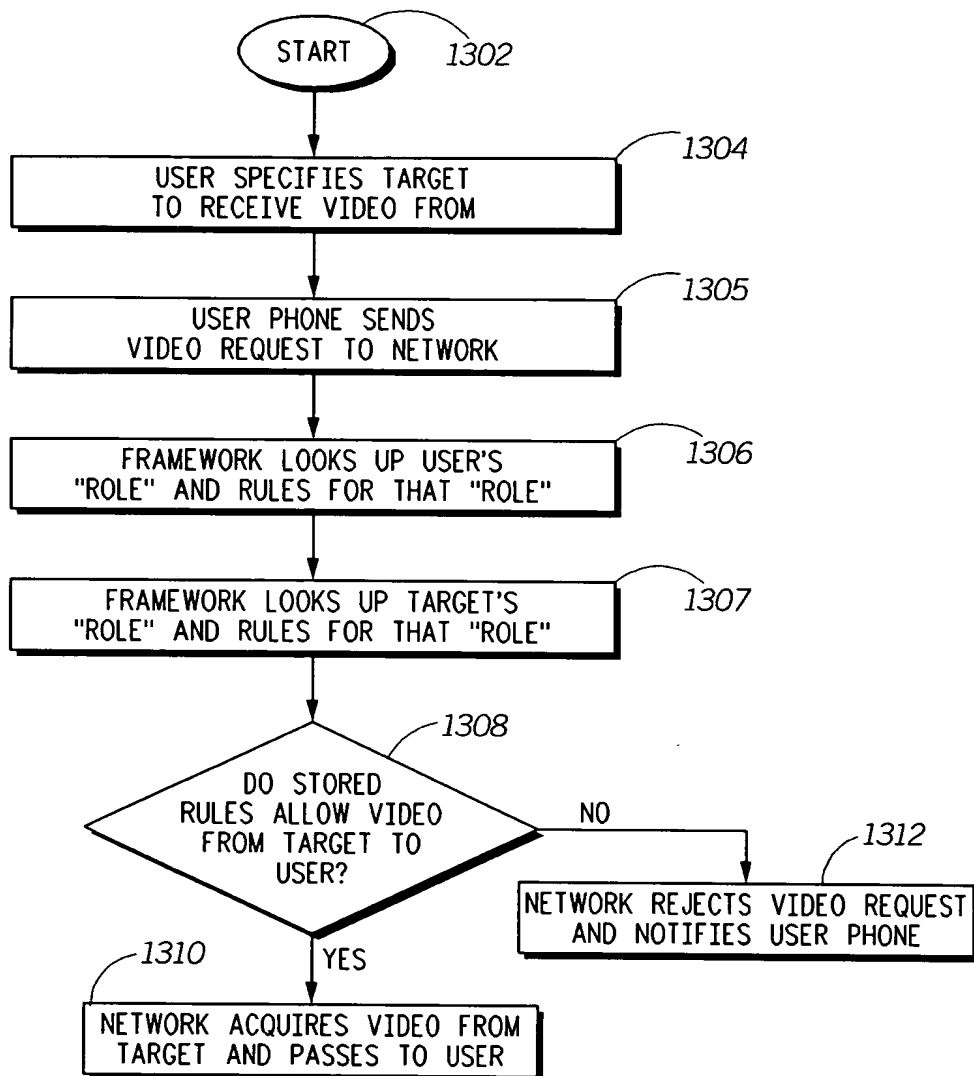 START
1302
1304
USER SPECIFIES TARGET
TO RECEIVE VIDEO FROM
1305
USER PHONE SENDS
VIDEO REQUEST TO NETWORK
1306
FRAMEWORK LOOKS UP USER'S
"ROLE" AND RULES FOR THAT "ROLE"
1307
FRAMEWORK LOOKS UP TARGET'S
"ROLE" AND RULES FOR THAT "ROLE"
1308
DO STORED
RULES ALLOW VIDEO
FROM TARGET TO
USER?
NO
1312
NETWORK REJECTS VIDEO REQUEST
AND NOTIFIES USER PHONE
YES
1310
NETWORK ACQUIRES VIDEO FROM
TARGET AND PASSES TO USER